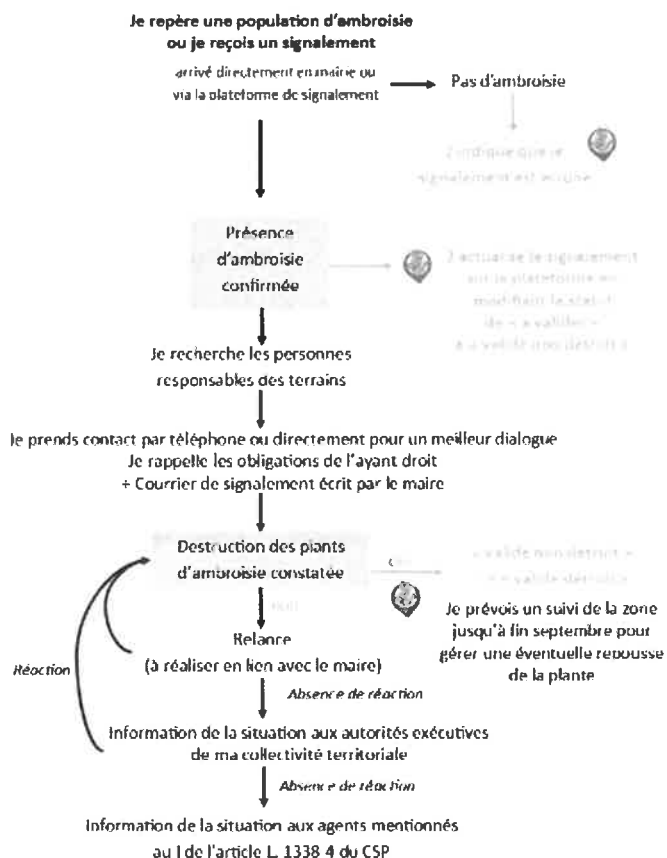 Je repère une population d'ambroisie
ou je reçois un signalement
arrivé directement en mairie ou
via la plateforme de signalement
Pas d'ambroisie
J'indique que le
signalement est erroné
Présence
d'ambroisie
confirmée
J'actualise le signalement
sur la plateforme en
modifiant le statut
de « à valider »
à « validé non détruit »
Je recherche les personnes
responsables des terrains
Je prends contact par téléphone ou directement pour un meilleur dialogue
Je rappelle les obligations de l'ayant droit
+ Courrier de signalement écrit par le maire
Destruction des plants
d'ambroisie constatée
« validé non détruit »
« validé détruit »
non
Je prévois un suivi de la zone
jusqu'à fin septembre pour
gérer une éventuelle repousse
de la plante
Relance
(à réaliser en lien avec le maire)
Réaction
Absence de réaction
Information de la situation aux autorités exécutives
de ma collectivité territoriale
Absence de réaction
Information de la situation aux agents mentionnés
au I de l'article L. 1338-4 du CSP